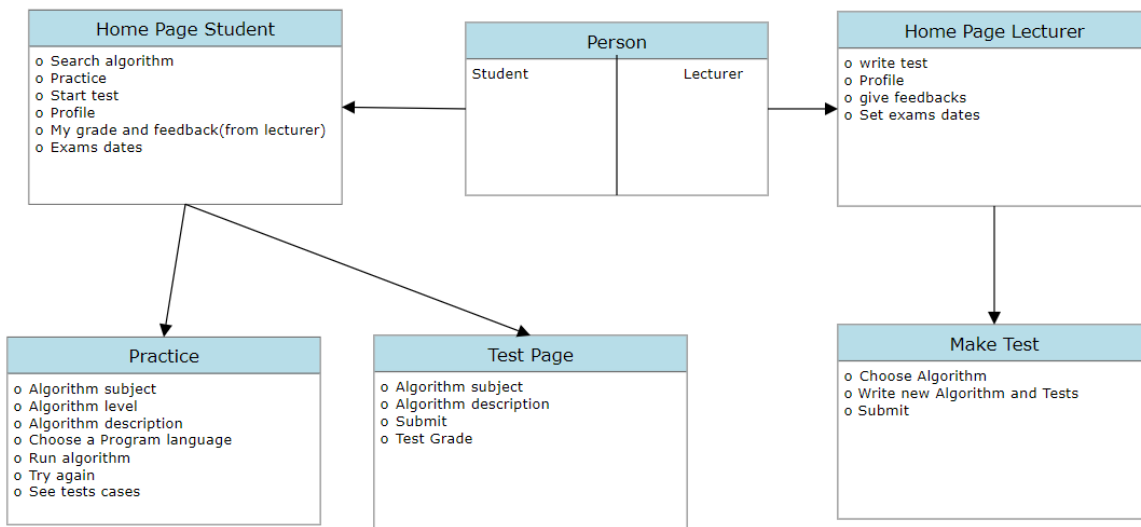 Home Page Student
o Search algorithm
o Practice
o Start test
o Profile
o My grade and feedback(from lecturer)
o Exams dates
Person
Student
Lecturer
Home Page Lecturer
o write test
o Profile
o give feedbacks
o Set exams dates
Practice
o Algorithm subject
o Algorithm level
o Algorithm description
o Choose a Program language
o Run algorithm
o Try again
o See tests cases
Test Page
o Algorithm subject
o Algorithm description
o Submit
o Test Grade
Make Test
o Choose Algorithm
o Write new Algorithm and Tests
o Submit